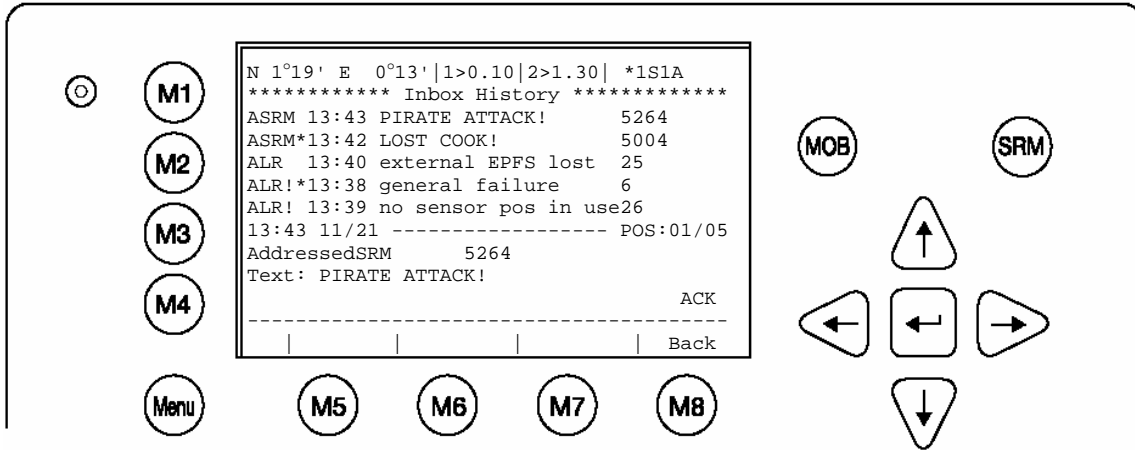 N 1°19' E  0°13'|1>0.10|2>1.30| *1S1A
************ Inbox History *************
ASRM 13:43 PIRATE ATTACK!      5264
ASRM*13:42 LOST COOK!          5004
ALR  13:40 external EPFS lost  25
ALR!*13:38 general failure     6
ALR! 13:39 no sensor pos in use26
13:43 11/21 ------------------ POS:01/05
AddressedSRM      5264
Text: PIRATE ATTACK!
ACK
----------------------------------------
|        |         |         |  Back
M1
M2
M3
M4
Menu
M5
M6
M7
M8
MOB
SRM